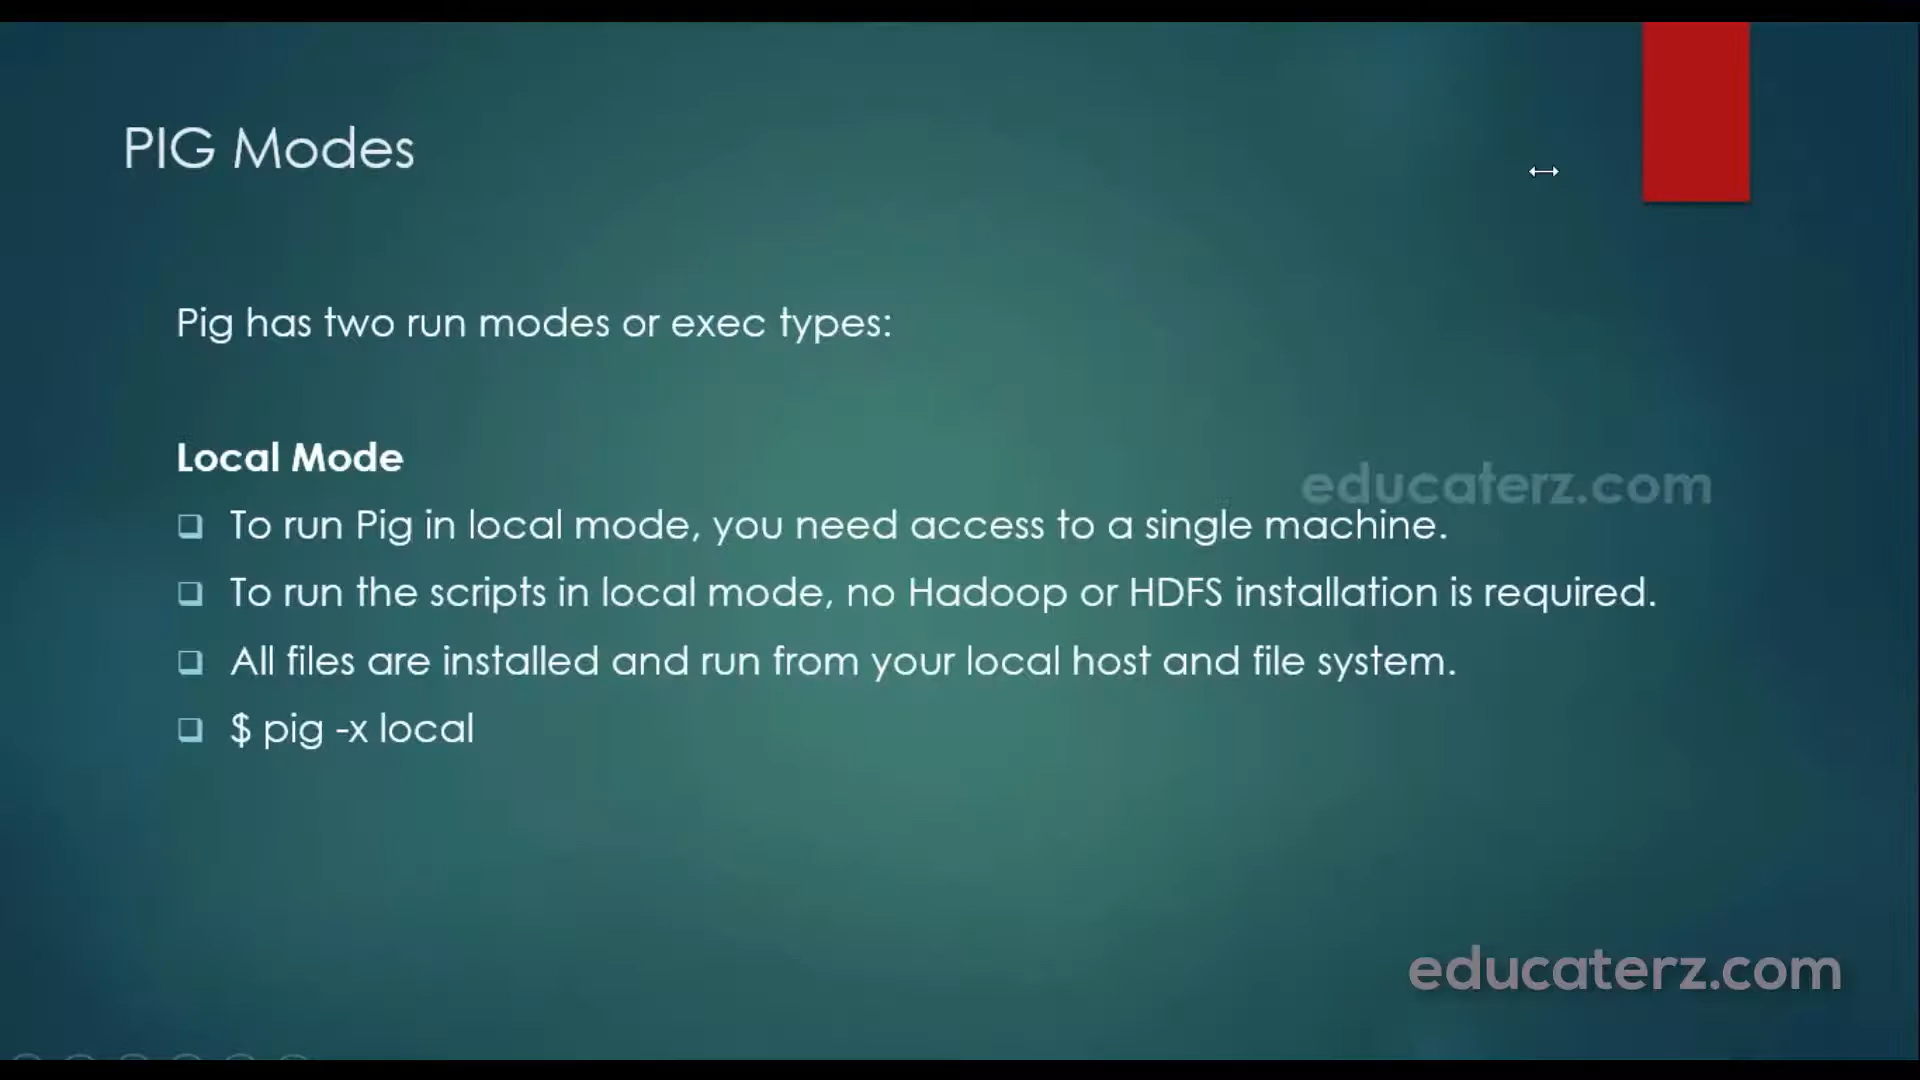 PIG Modes
Pig has two run modes or exec types:
Local Mode
educaterz.com
❑ To run Pig in local mode, you need access to a single machine.
❑ To run the scripts in local mode, no Hadoop or HDFS installation is required.
❑ All files are installed and run from your local host and file system.
❑ $ pig -x local
educaterz.com